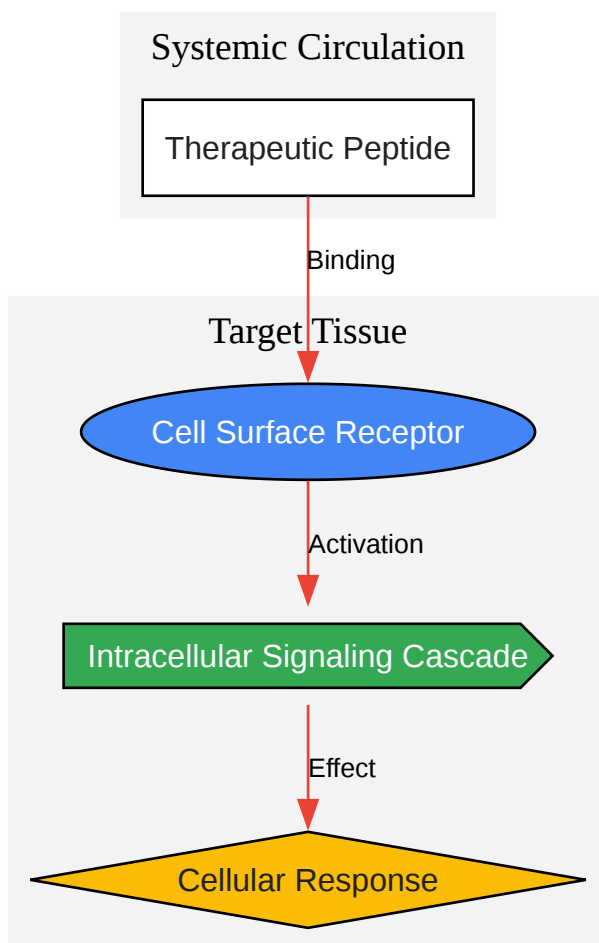 Systemic Circulation
Therapeutic Peptide
Binding
Target Tissue
Cell Surface Receptor
Activation
Intracellular Signaling Cascade
Effect
Cellular Response